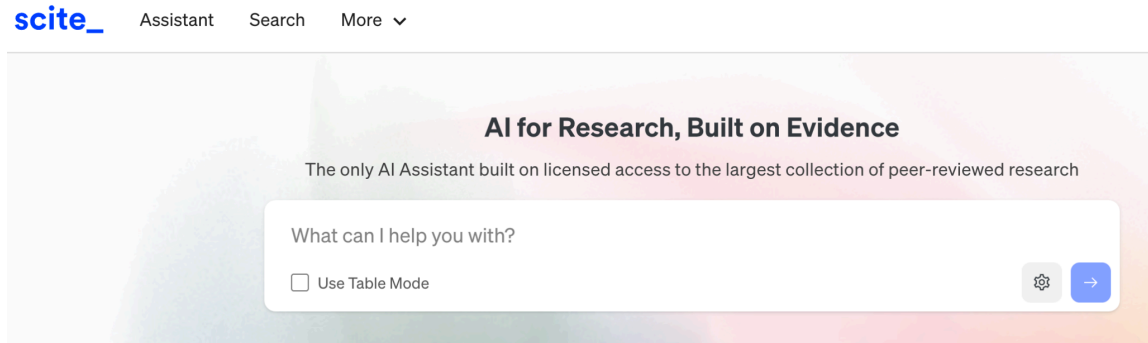 scite_ Assistant Search More
AI for Research, Built on Evidence
The only AI Assistant built on licensed access to the largest collection of peer-reviewed research
What can I help you with?
Use Table Mode